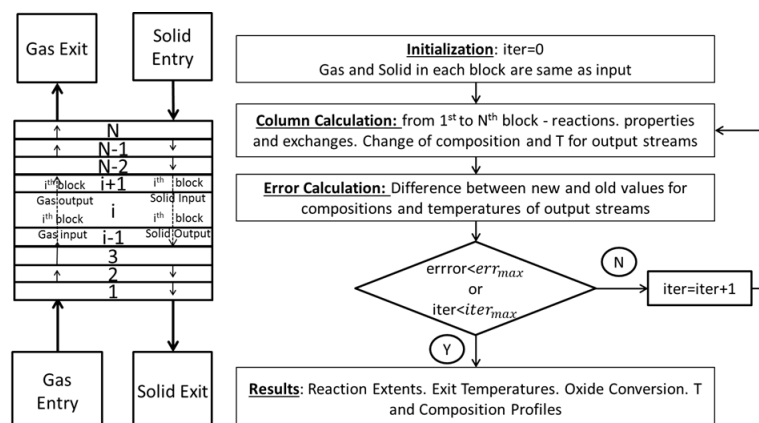 Gas Exit
Solid
Entry
N
N-1
N-2
i+1
i
i-1
3
2
1
ith block
Gas output
ith block
Gas input
ith block
Solid Input
ith block
Solid Output
Gas
Entry
Solid Exit
Initialization: iter=0
Gas and Solid in each block are same as input
Column Calculation: from 1st to Nth block - reactions. properties
and exchanges. Change of composition and T for output streams
Error Calculation: Difference between new and old values for
compositions and temperatures of output streams
errror<errmax
or
iter<itermax
N
iter=iter+1
Y
Results: Reaction Extents. Exit Temperatures. Oxide Conversion. T
and Composition Profiles